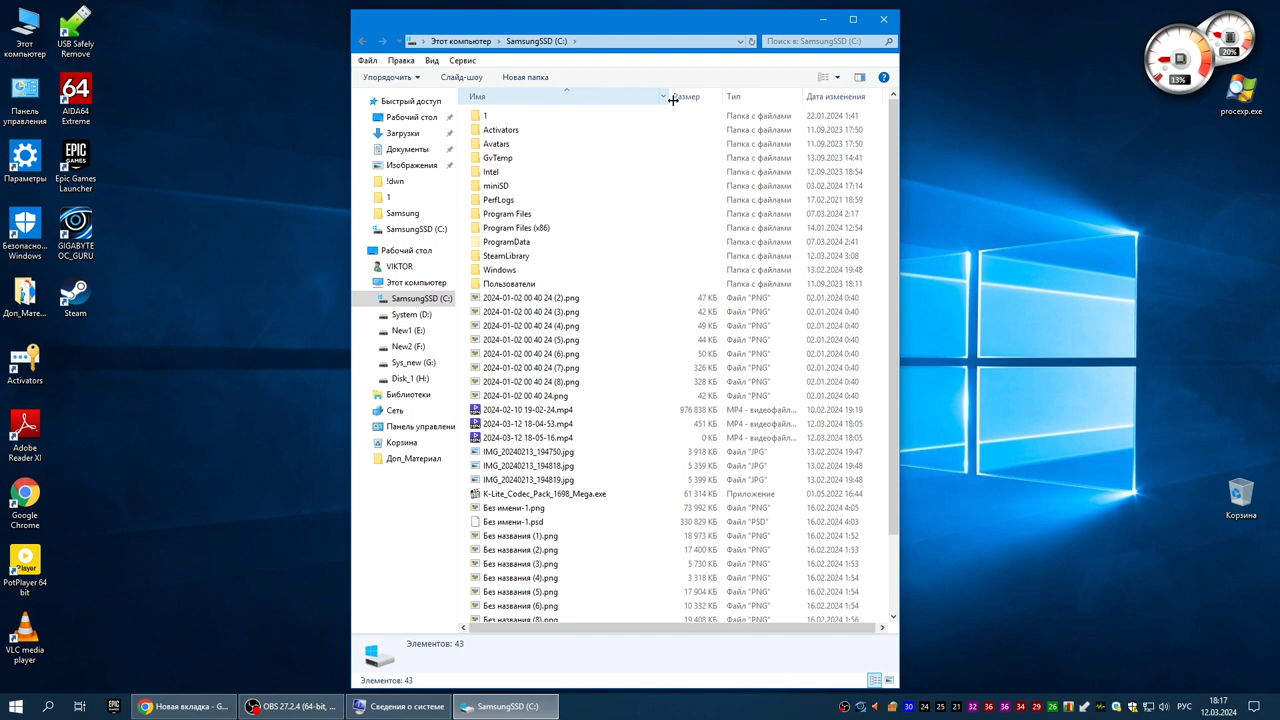 Этот компьютер
USB Safely Remove
Панель управления
AIDA64 Extreme
Параметры
Epic Games Launcher
Безопасно... Windows
GIGABYTE OC_GURU
Доп_Мате...
Steam
Activators
Adobe Reader XI
Google Chrome
PotPlayer 64 bit
VLC media player
Этот компьютер
SamsungSSD (C:)
Поиск в: SamsungSSD (C:)
Файл Правка Вид Сервис
Упорядочить Слайд-шоу Новая папка
Быстрый доступ
Рабочий стол
Загрузки
Документы
Изображения
!dwn
1
Samsung
SamsungSSD (C:)
Рабочий стол
VIKTOR
Этот компьютер
SamsungSSD (C:)
System (D:)
New1 (E:)
New2 (F:)
Sys_new (G:)
Disk_1 (H:)
Библиотеки
Сеть
Панель управлени
Корзина
Доп_Материал
Имя Размер Тип Дата изменения
1 Папка с файлами 22.01.2024 1:41
Activators Папка с файлами 11.09.2023 17:50
Avatars Папка с файлами 11.09.2023 17:50
GvTemp Папка с файлами 13.09.2023 14:41
Intel Папка с файлами 12.09.2023 18:54
miniSD Папка с файлами 03.02.2024 17:14
PerfLogs Папка с файлами 17.02.2021 18:59
Program Files Папка с файлами 07.03.2024 2:17
Program Files (x86) Папка с файлами 14.01.2024 12:54
ProgramData Папка с файлами 07.03.2024 2:41
SteamLibrary Папка с файлами 12.03.2024 3:08
Windows Папка с файлами 13.02.2024 19:48
Пользователи Папка с файлами 11.09.2023 18:11
2024-01-02 00 40 24 (2).png 47 КБ Файл "PNG" 02.01.2024 0:40
2024-01-02 00 40 24 (3).png 42 КБ Файл "PNG" 02.01.2024 0:40
2024-01-02 00 40 24 (4).png 49 КБ Файл "PNG" 02.01.2024 0:40
2024-01-02 00 40 24 (5).png 44 КБ Файл "PNG" 02.01.2024 0:40
2024-01-02 00 40 24 (6).png 50 КБ Файл "PNG" 02.01.2024 0:40
2024-01-02 00 40 24 (7).png 326 КБ Файл "PNG" 02.01.2024 0:40
2024-01-02 00 40 24 (8).png 328 КБ Файл "PNG" 02.01.2024 0:40
2024-01-02 00 40 24.png 42 КБ Файл "PNG" 02.01.2024 0:40
2024-02-10 19-02-24.mp4 976 838 КБ MP4 - видеофайл... 10.02.2024 19:19
2024-03-12 18-04-53.mp4 451 КБ MP4 - видеофайл... 12.03.2024 18:05
2024-03-12 18-05-16.mp4 0 КБ MP4 - видеофайл... 12.03.2024 18:05
IMG_20240213_194750.jpg 3 918 КБ Файл "JPG" 13.02.2024 19:47
IMG_20240213_194818.jpg 5 359 КБ Файл "JPG" 13.02.2024 19:48
IMG_20240213_194819.jpg 5 399 КБ Файл "JPG" 13.02.2024 19:48
K-Lite_Codec_Pack_1698_Mega.exe 61 314 КБ Приложение 01.05.2022 16:44
Без имени-1.png 73 992 КБ Файл "PNG" 16.02.2024 4:05
Без имени-1.psd 330 829 КБ Файл "PSD" 16.02.2024 4:03
Без названия (1).png 18 973 КБ Файл "PNG" 16.02.2024 1:52
Без названия (2).png 17 400 КБ Файл "PNG" 16.02.2024 1:53
Без названия (3).png 5 730 КБ Файл "PNG" 16.02.2024 1:53
Без названия (4).png 3 318 КБ Файл "PNG" 16.02.2024 1:54
Без названия (5).png 17 904 КБ Файл "PNG" 16.02.2024 1:54
Без названия (6).png 10 332 КБ Файл "PNG" 16.02.2024 1:54
Без названия (8).png 19 408 КБ Файл "PNG" 16.02.2024 1:56
Элементов: 43
Элементов: 43
20%
13%
procexp.exe
Корзина
Новая вкладка - G...
OBS 27.2.4 (64-bit, ...
Сведения о системе
SamsungSSD (C:)
30 25 21 32 36 36 34 29 26
РУС
18:17
12.03.2024